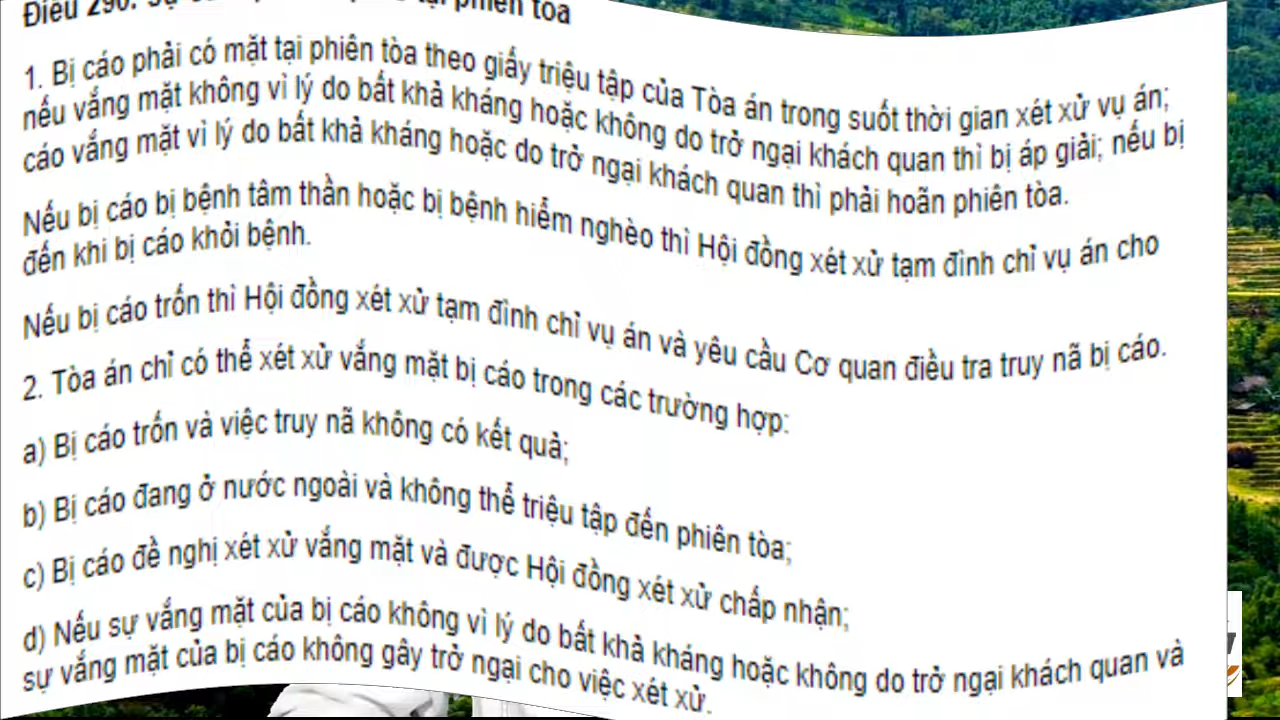 Điều 290. tại phiên tòa
1. Bị cáo phải có mặt tại phiên tòa theo giấy triệu tập của Tòa án trong suốt thời gian xét xử vụ án;
nếu vắng mặt không vì lý do bất khả kháng hoặc không do trở ngại khách quan thì bị áp giải; nếu bị
cáo vắng mặt vì lý do bất khả kháng hoặc do trở ngại khách quan thì phải hoãn phiên tòa.
Nếu bị cáo bị bệnh tâm thần hoặc bị bệnh hiểm nghèo thì Hội đồng xét xử tạm đình chỉ vụ án cho
đến khi bị cáo khỏi bệnh.
Nếu bị cáo trốn thì Hội đồng xét xử tạm đình chỉ vụ án và yêu cầu Cơ quan điều tra truy nã bị cáo.
2. Tòa án chỉ có thể xét xử vắng mặt bị cáo trong các trường hợp:
a) Bị cáo trốn và việc truy nã không có kết quả;
b) Bị cáo đang ở nước ngoài và không thể triệu tập đến phiên tòa;
c) Bị cáo đề nghị xét xử vắng mặt và được Hội đồng xét xử chấp nhận;
d) Nếu sự vắng mặt của bị cáo không vì lý do bất khả kháng hoặc không do trở ngại khách quan và
sự vắng mặt của bị cáo không gây trở ngại cho việc xét xử.